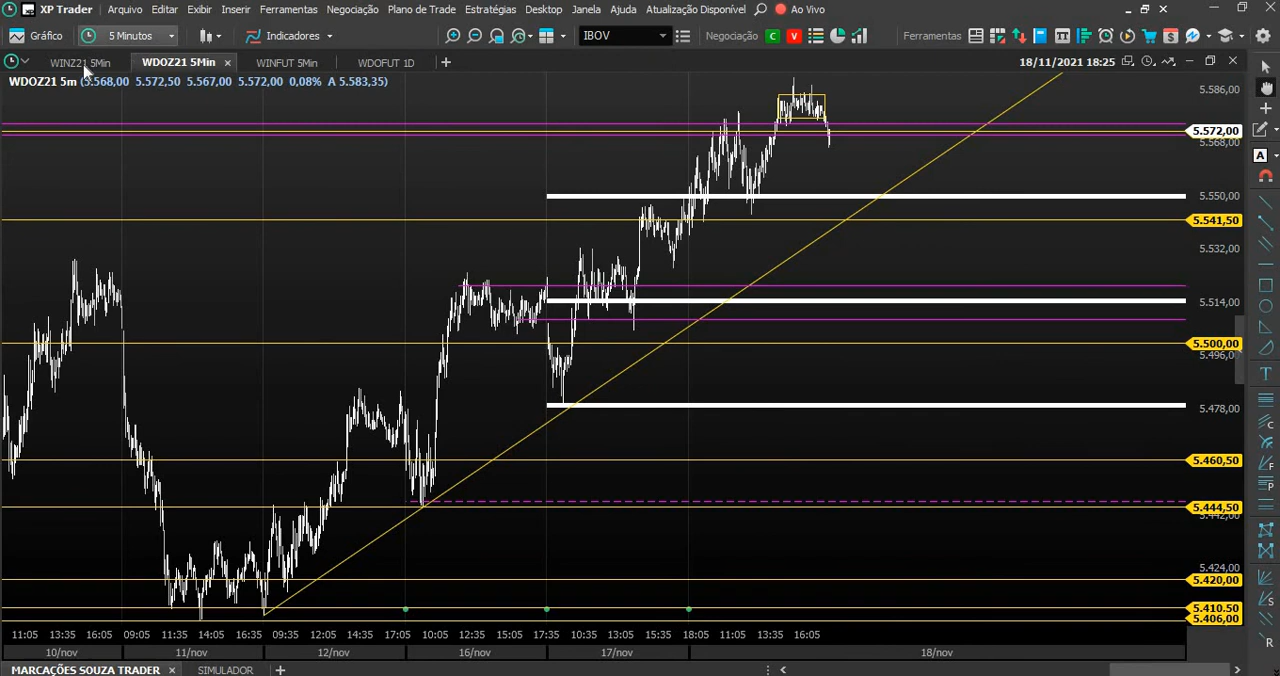 XP Trader Arquivo Editar Exibir Inserir Ferramentas Negociação Plano de Trade Estratégias Desktop Janela Ajuda Atualização Disponível Ao Vivo
Gráfico 5 Minutos Indicadores IBOV Negociação C V Ferramentas
WINZ21 5Min WDOZ21 5Min WINFUT 5Min WDOFUT 1D 18/11/2021 18:25
WDOZ21 5m (5.568,00 5.572,50 5.567,00 5.572,00 0,08% A 5.583,35)
5.586,00
5.572,00
5.568,00
5.550,00
5.541,50
5.532,00
5.514,00
5.500,00
5.496,00
5.478,00
5.460,50
5.444,50
5.442,00
5.424,00
5.420,00
5.410,50
5.406,00
11:05 13:35 16:05 09:05 11:35 14:05 16:35 09:35 12:05 14:35 17:05 10:05 12:35 15:05 17:35 10:35 13:05 15:35 18:05 11:05 13:35 16:05
10/nov 11/nov 12/nov 16/nov 17/nov 18/nov
MARCAÇÕES SOUZA TRADER SIMULADOR